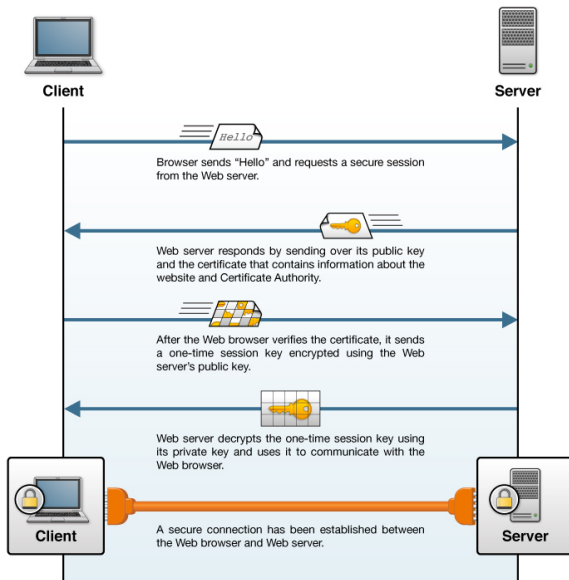 Client
Server
Hello
Browser sends “Hello” and requests a secure session
from the Web server.
Web server responds by sending over its public key
and the certificate that contains information about the
website and Certificate Authority.
After the Web browser verifies the certificate, it sends
a one-time session key encrypted using the Web
server’s public key.
Web server decrypts the one-time session key using
its private key and uses it to communicate with the
Web browser.
Client
Server
A secure connection has been established between
the Web browser and Web server.